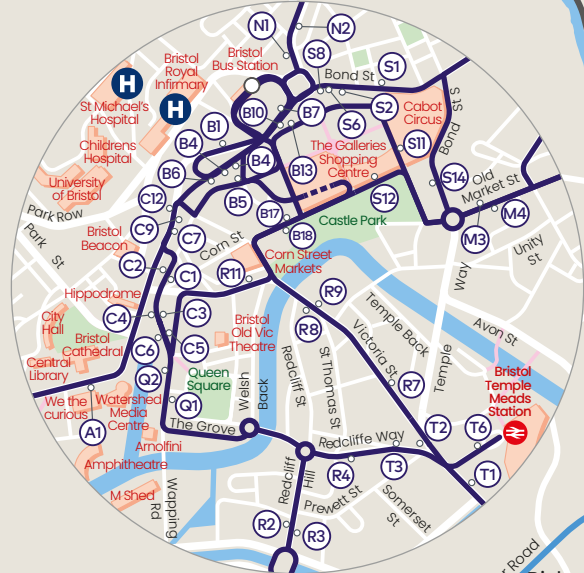 N1
N2
Bristol
Bus Station
S8
Bond St
S1
Bristol
Royal
Infirmary
H
H
St Michael's
Hospital
B10
B7
S2
S6
Cabot
Circus
Bond St S
B1
B4
B4
Childrens
Hospital
The Galleries
Shopping
Centre
S11
B6
B13
S14
Old
Market St
University
of Bristol
C12
B5
B17
S12
M4
M3
Park Row
Park St
C9
C7
Castle Park
B18
Bristol
Beacon
Corn St
Corn Street
Markets
Unity
St
Way
C2
C1
R11
Hippodrome
R9
R8
Temple Back
City
Hall
C4
C3
Bristol
Old Vic
Theatre
Victoria St
Avon St
Bristol
Cathedral
C6
C5
Redcliff St
St Thomas St
Temple
Central
Library
Q2
Queen
Square
Welsh
Back
R7
Bristol
Temple
Meads
Station
We the
curious
Watershed
Media
Centre
Q1
A1
The Grove
T2
T6
Arnolfini
Redcliffe Way
Amphitheatre
R4
T3
T1
M Shed
Wapping
Rd
Redcliff
Hill
Prewett St
Somerset
St
R2
R3
r Road